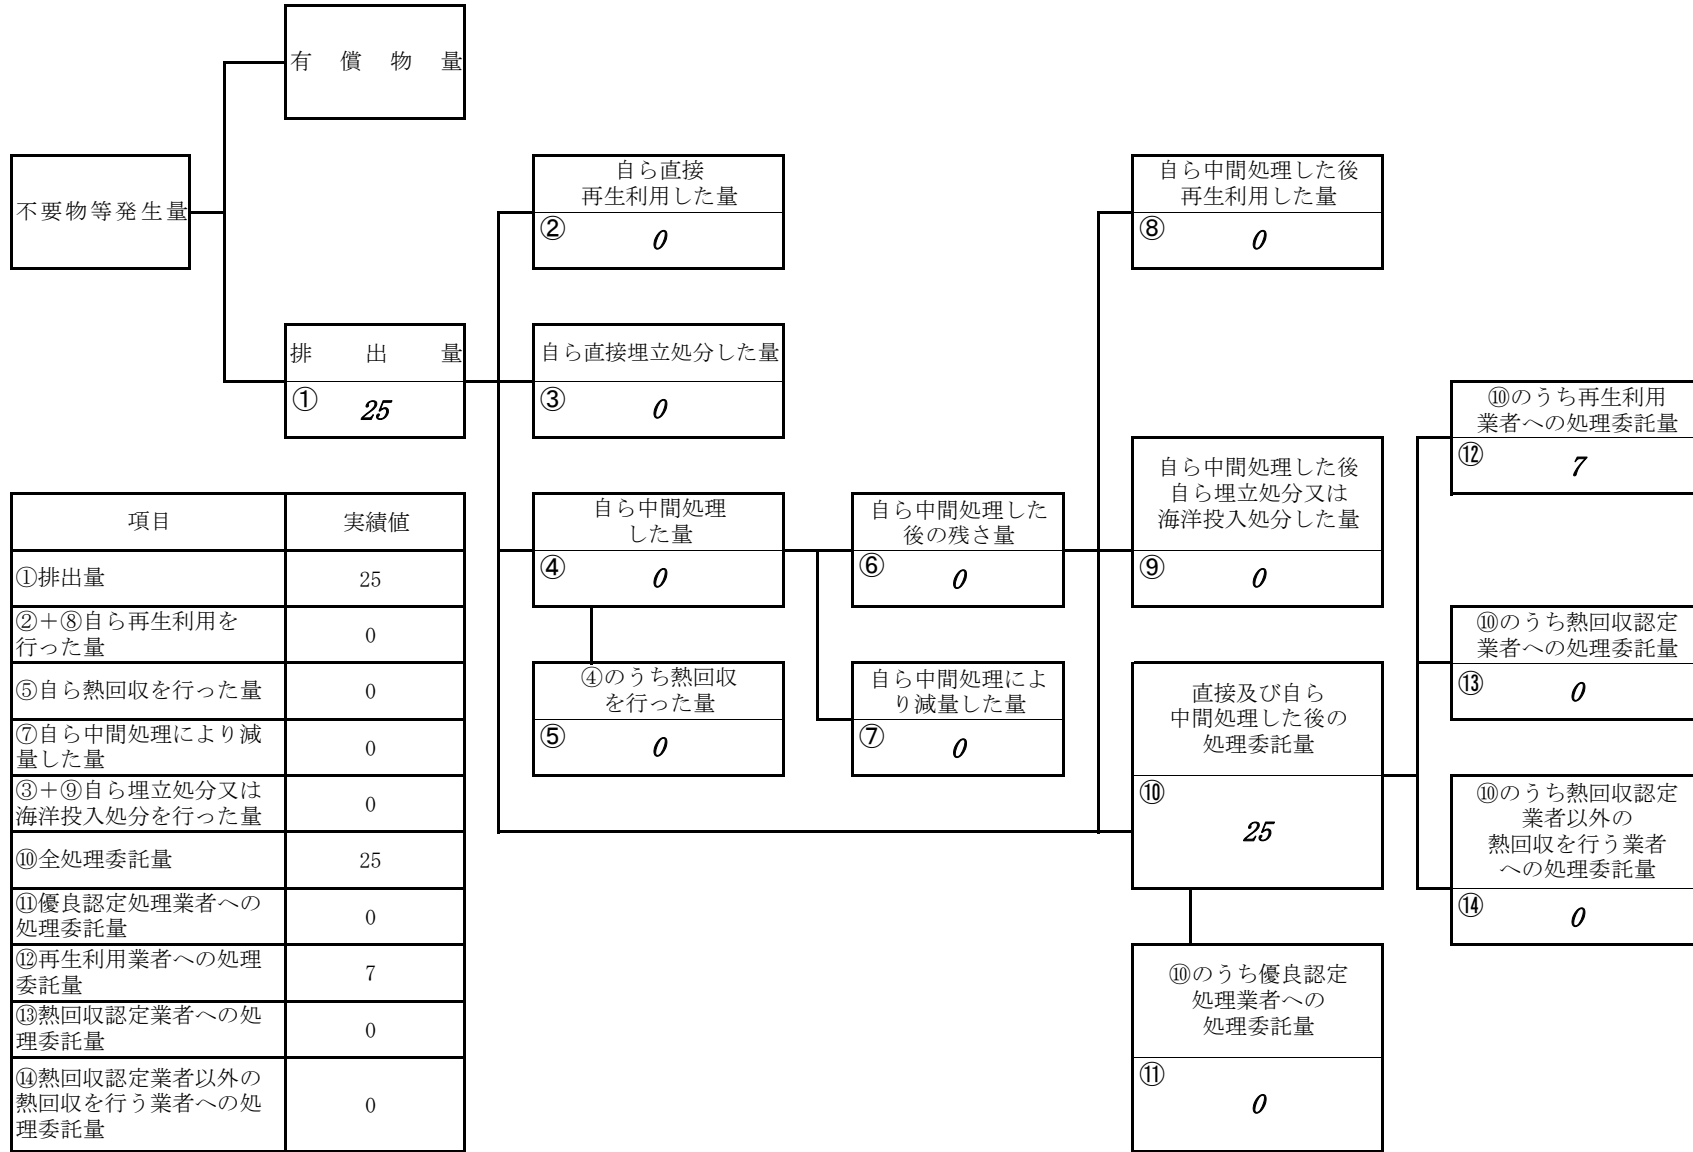 有償物量
不要物等発生量
排出量
①
25
自ら直接
再生利用した量
②
0
自ら直接埋立処分した量
③
0
自ら中間処理
した量
④
0
④のうち熱回収
を行った量
⑤
0
自ら中間処理した
後の残さ量
⑥
0
自ら中間処理によ
り減量した量
⑦
0
自ら中間処理した後
再生利用した量
⑧
0
自ら中間処理した後
自ら埋立処分又は
海洋投入処分した量
⑨
0
直接及び自ら
中間処理した後の
処理委託量
⑩
25
⑩のうち優良認定
処理業者への
処理委託量
⑪
0
⑩のうち再生利用
業者への処理委託量
⑫
7
⑩のうち熱回収認定
業者への処理委託量
⑬
0
⑩のうち熱回収認定
業者以外の
熱回収を行う業者
への処理委託量
⑭
0
項目 実績値
①排出量 25
②+⑧自ら再生利用を
行った量 0
⑤自ら熱回収を行った量 0
⑦自ら中間処理により減
量した量 0
③+⑨自ら埋立処分又は
海洋投入処分を行った量 0
⑩全処理委託量 25
⑪優良認定処理業者への
処理委託量 0
⑫再生利用業者への処理
委託量 7
⑬熱回収認定業者への処
理委託量 0
⑭熱回収認定業者以外の
熱回収を行う業者への処
理委託量 0